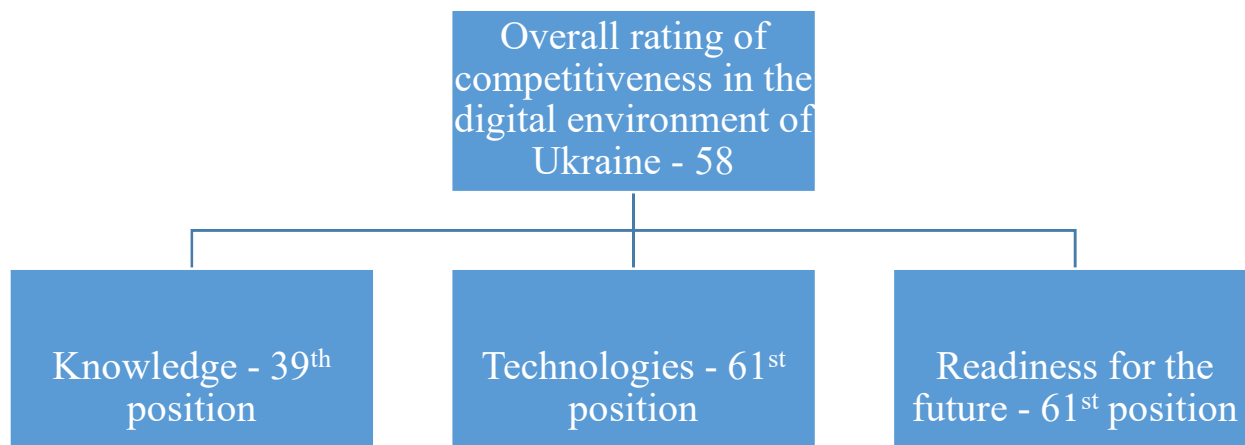 Overall rating of
competitiveness in the
digital environment of
Ukraine - 58
Knowledge - 39th
position
Technologies - 61st
position
Readiness for the
future - 61st position